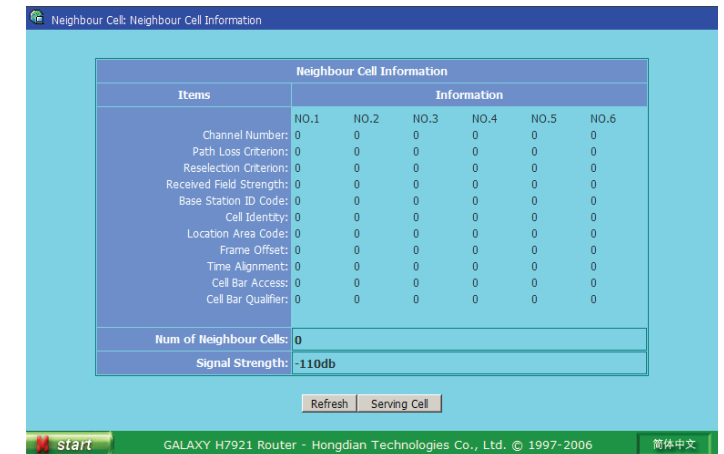 Neighbour Cell: Neighbour Cell Information
Neighbour Cell Information
Items Information
NO.1 NO.2 NO.3 NO.4 NO.5 NO.6
Channel Number: 0 0 0 0 0 0
Path Loss Criterion: 0 0 0 0 0 0
Reselection Criterion: 0 0 0 0 0 0
Received Field Strength: 0 0 0 0 0 0
Base Station ID Code: 0 0 0 0 0 0
Cell Identity: 0 0 0 0 0 0
Location Area Code: 0 0 0 0 0 0
Frame Offset: 0 0 0 0 0 0
Time Alignment: 0 0 0 0 0 0
Cell Bar Access: 0 0 0 0 0 0
Cell Bar Qualifier: 0 0 0 0 0 0
Num of Neighbour Cells: 0
Signal Strength: -110db
Refresh Serving Cell
start GALAXY H7921 Router - Hongdian Technologies Co., Ltd. © 1997-2006 简体中文